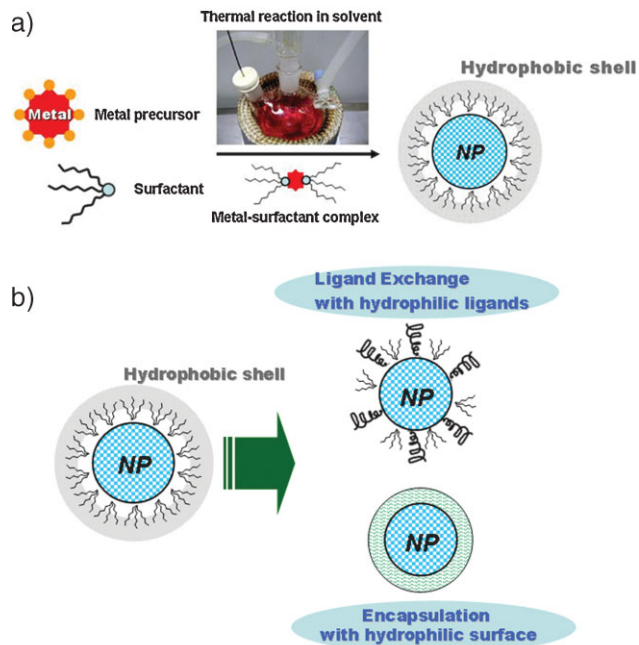 a)
Thermal reaction in solvent
Metal
Metal precursor
Surfactant
Metal-surfactant complex
Hydrophobic shell
NP
b)
Hydrophobic shell
NP
Ligand Exchange
with hydrophilic ligands
NP
NP
Encapsulation
with hydrophilic surface